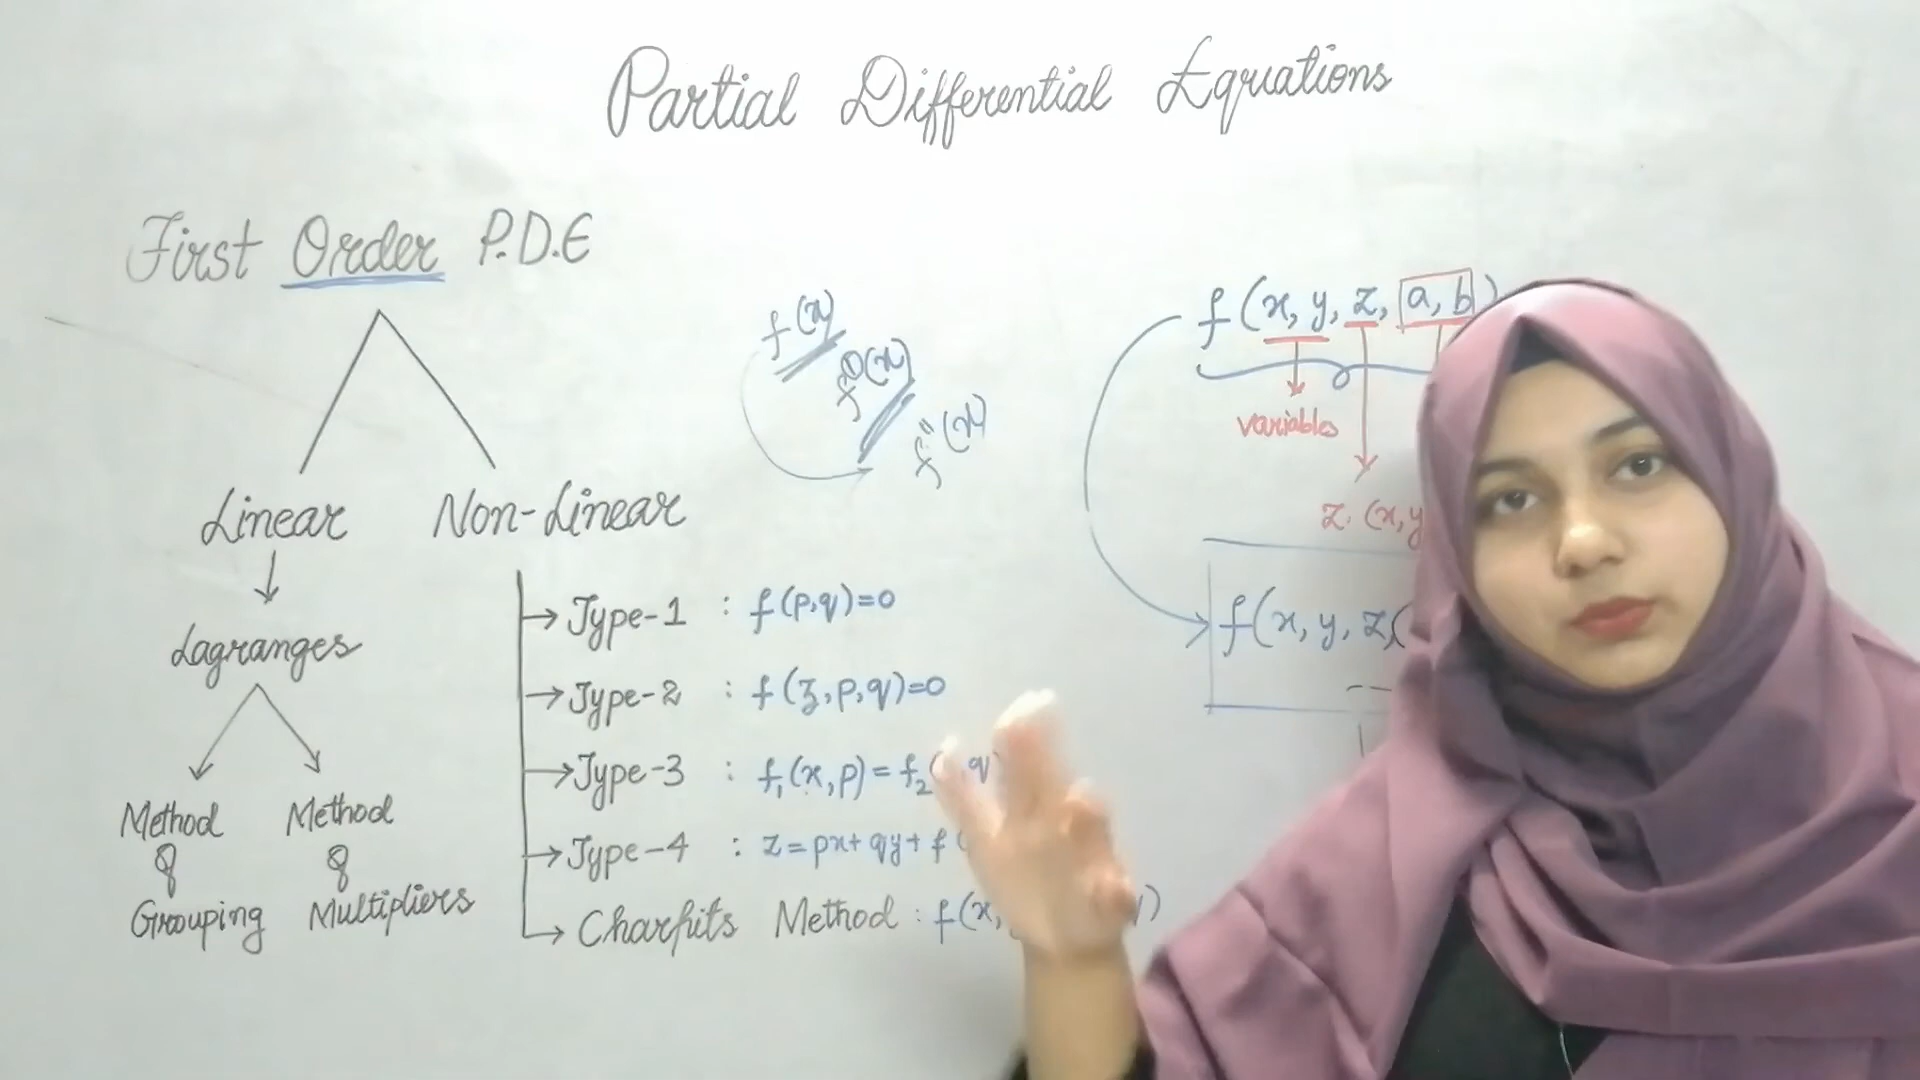 Partial Differential Equations
First Order P.D.E
Linear Non-Linear
Lagranges
Method Method
of of
Grouping Multipliers
Type-1 : f(p,q)=0
Type-2 : f(z,p,q)=0
Type-3 : f₁(x,p)=f₂( ,q)
Type-4 : z=px+qy+f(
Charpits Method : f(x,
f(x)
f'(x)
f"(x)
f(x, y, z, a, b)
variables
z. (x,y
f(x, y, z(